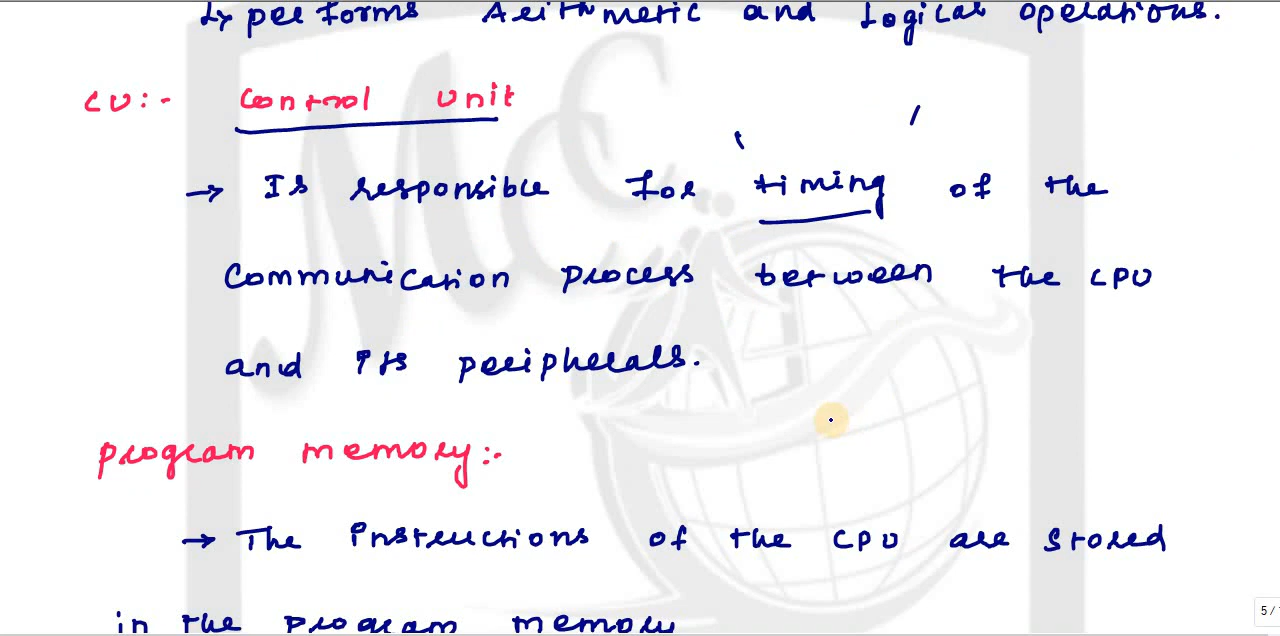 ↳ performs Arithmetic and Logical operations.
CU:- Control Unit
→ Is responsible for timing of the
Communication process between the CPU
and its peripherals.
program memory:-
→ The Instructions of the CPU are stored
in the program memory
5 /